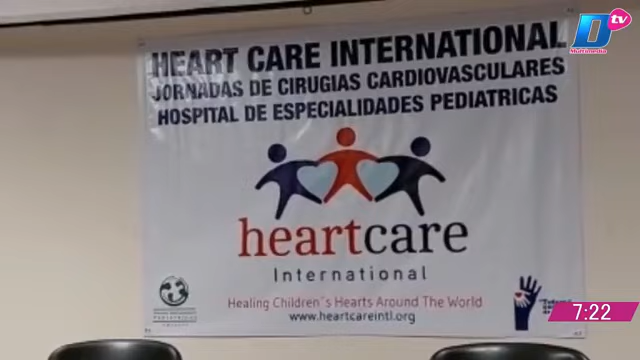 HEART CARE INTERNATIONAL
JORNADAS DE CIRUGIAS CARDIOVASCULARES
HOSPITAL DE ESPECIALIDADES PEDIATRICAS
heartcare
International
Healing Children´s Hearts Around The World
www.heartcareintl.org
D tv
Multimedia
7:22